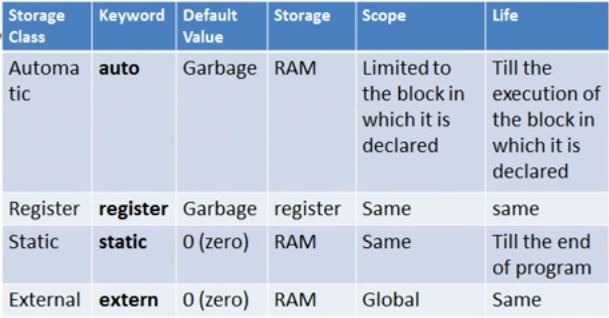 Storage Class | Keyword | Default Value | Storage | Scope | Life
Automa tic | auto | Garbage | RAM | Limited to the block in which it is declared | Till the execution of the block in which it is declared
Register | register | Garbage | register | Same | same
Static | static | 0 (zero) | RAM | Same | Till the end of program
External | extern | 0 (zero) | RAM | Global | Same